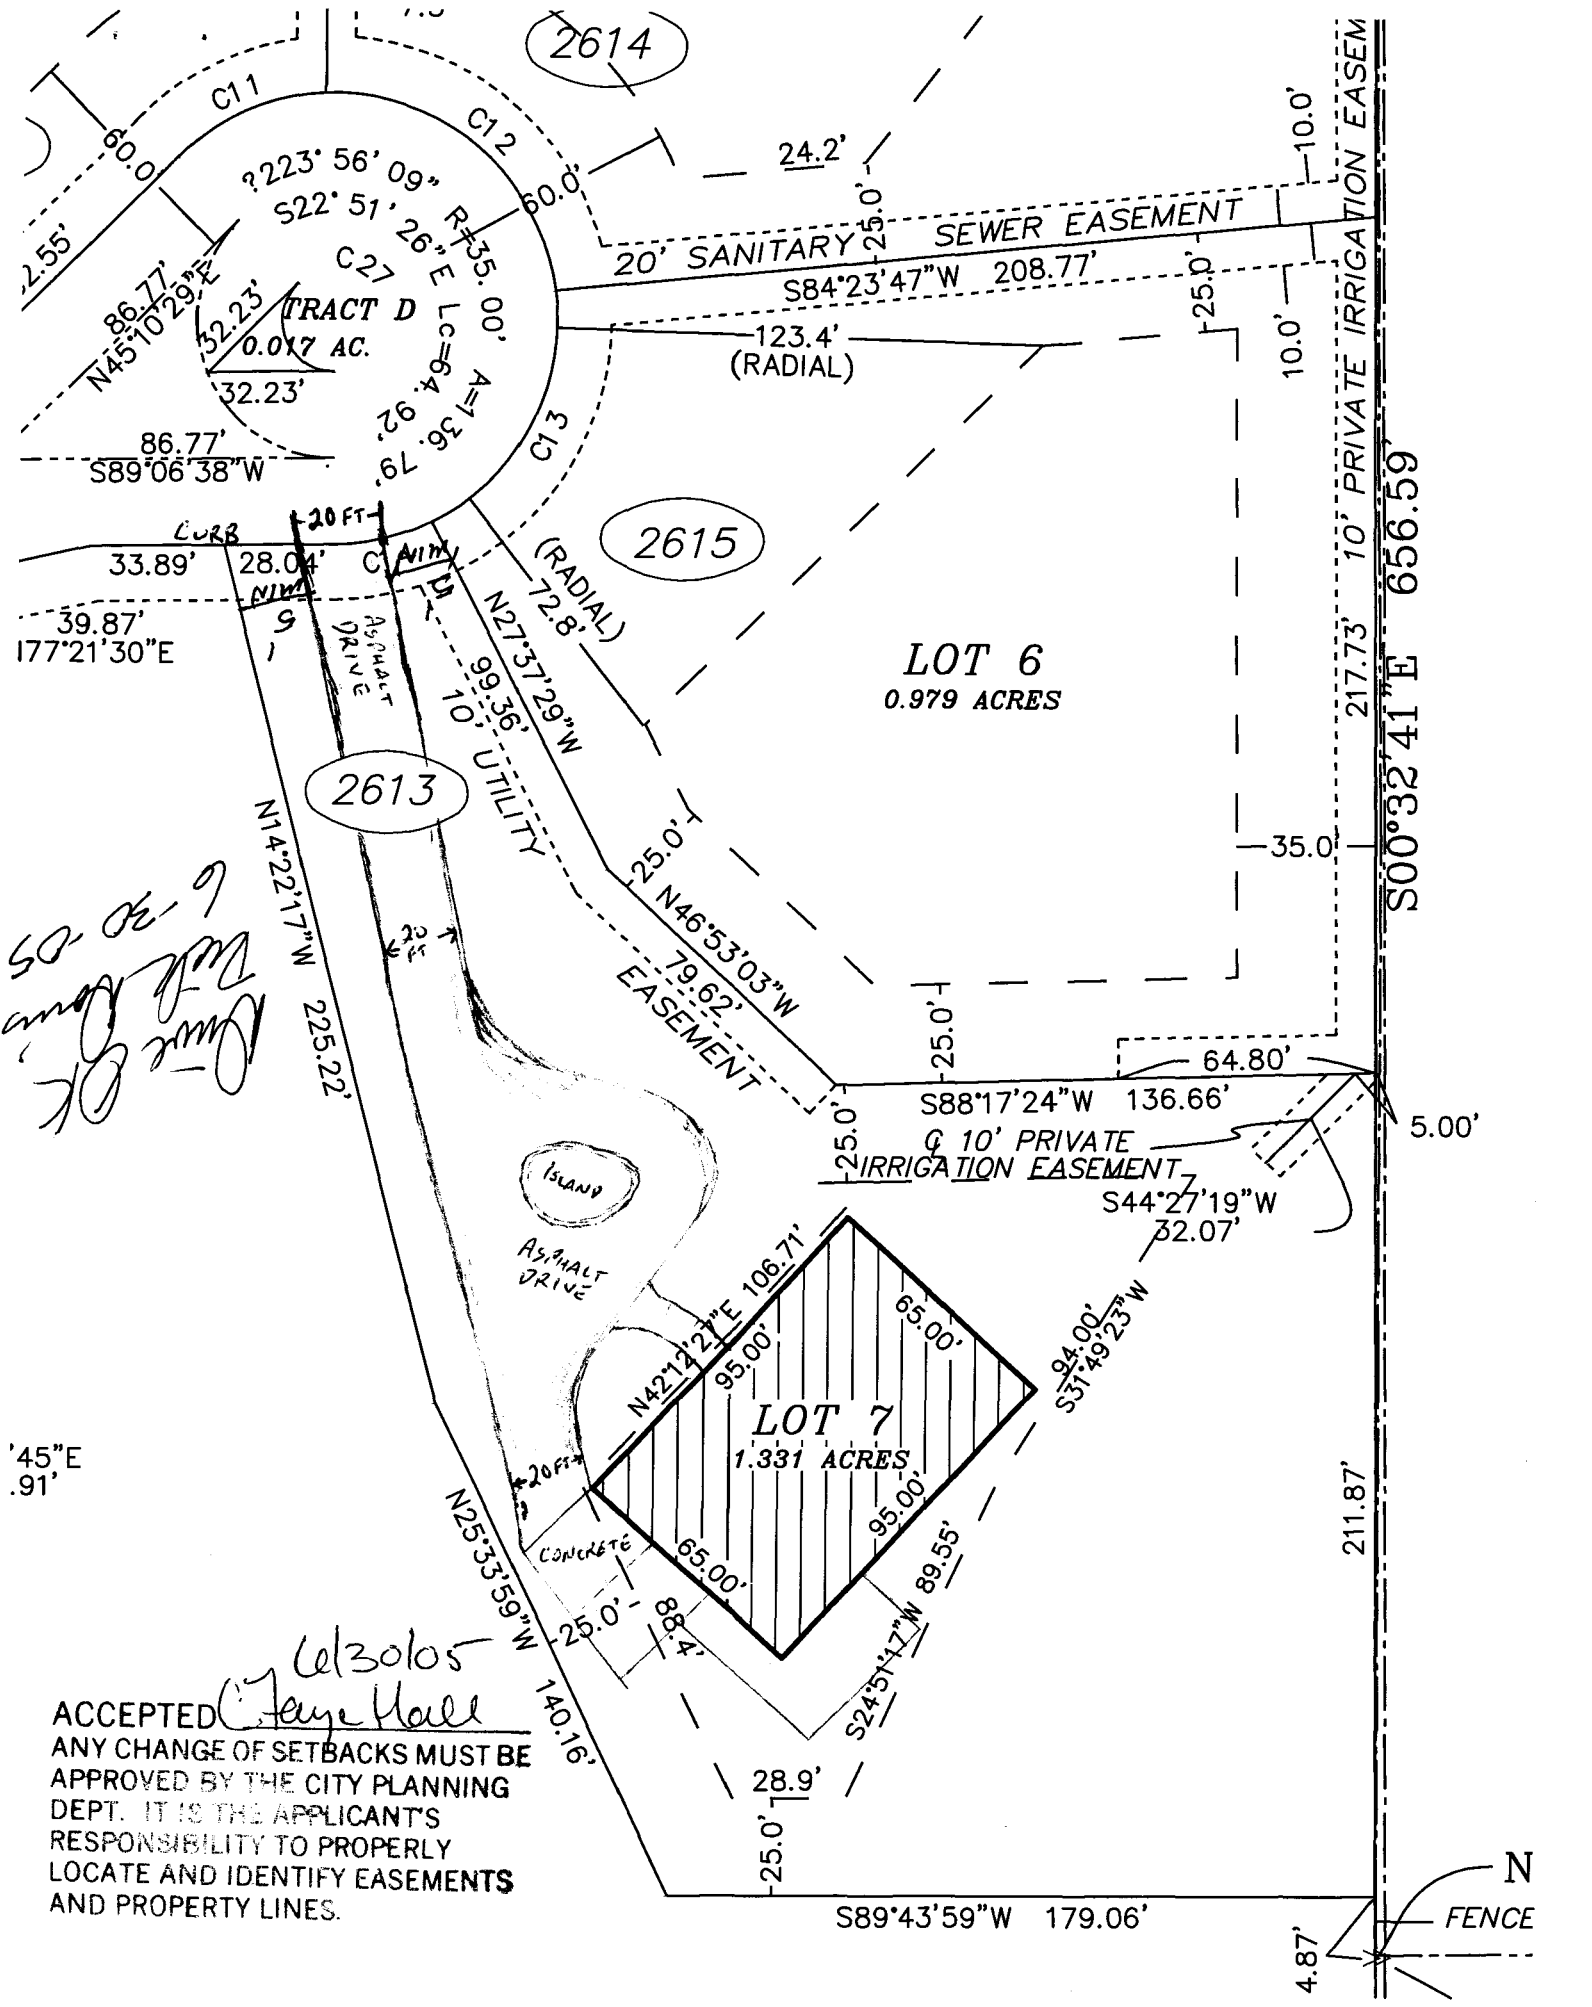 2614
C11
C12
60.0'
60.0'
24.2'
25.0'
10.0'
?223° 56' 09"
S22° 51' 26"E Lc=64. 92'
R=35. 00' A=136. 79'
C27
TRACT D
0.017 AC.
86.77'
N45°10'29"E
32.23'
32.23'
86.77'
S89°06'38"W
20' SANITARY SEWER EASEMENT
S84°23'47"W 208.77'
25.0'
10.0'
10' PRIVATE IRRIGATION EASEM
123.4'
(RADIAL)
C13
2615
CURB
20 FT
33.89' 28.04' C
MIN
MIN
5'
5'
39.87'
177°21'30"E
ASPHALT
DRIVE
(RADIAL)
72.8'
N27°37'29"W
99.36'
10' UTILITY
EASEMENT
LOT 6
0.979 ACRES
217.73'
S00°32'41"E 656.59'
2613
25.0'
35.0'
N14°22'17"W 225.22'
6-30-05
Drive OK
20
FT
N46°53'03"W
79.62'
25.0'
64.80'
S88°17'24"W 136.66'
5.00'
25.0'
℄ 10' PRIVATE
IRRIGATION EASEMENT
S44°27'19"W
32.07'
ISLAND
ASPHALT
DRIVE
N42°12'27"E 106.71'
95.00'
65.00'
94.00'
S31°49'23"W
LOT 7
1.331 ACRES
'45"E
.91'
20 FT
95.00'
211.87'
N25°33'59"W 140.16'
CONCRETE
65.00'
25.0'
88.4'
S24°51'17"W 89.55'
6/30/05
ACCEPTED C. Faye Hall
ANY CHANGE OF SETBACKS MUST BE
APPROVED BY THE CITY PLANNING
DEPT. IT IS THE APPLICANT'S
RESPONSIBILITY TO PROPERLY
LOCATE AND IDENTIFY EASEMENTS
AND PROPERTY LINES.
28.9'
25.0'
S89°43'59"W 179.06'
N
FENCE
4.87'